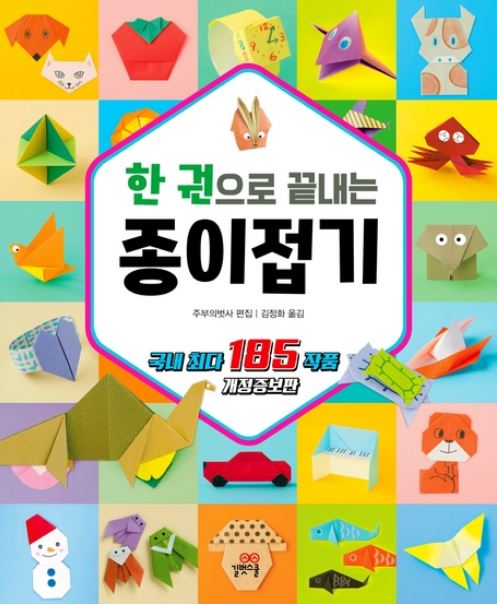 한 권으로 끝내는
종이접기
주부의벗사 편집 | 김정화 옮김
국내 최다 185 작품
개정증보판
길벗스쿨